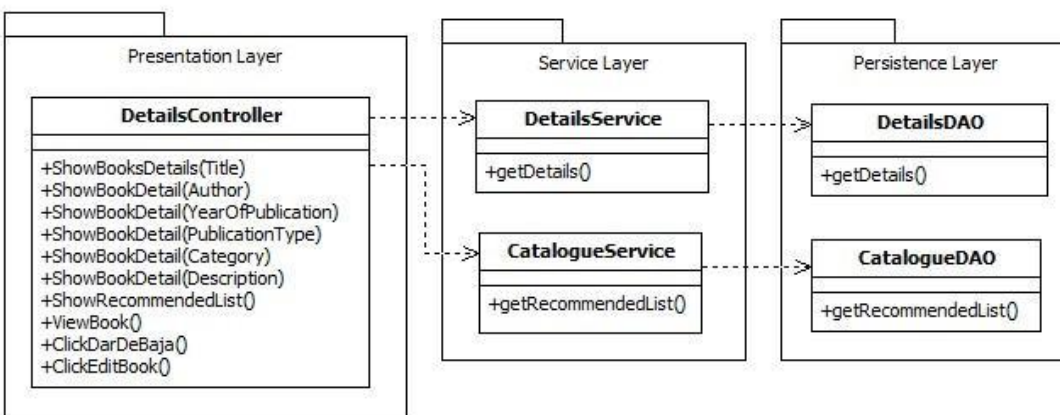 Presentation Layer
DetailsController
+ShowBooksDetails(Title)
+ShowBookDetail(Author)
+ShowBookDetail(YearOfPublication)
+ShowBookDetail(PublicationType)
+ShowBookDetail(Category)
+ShowBookDetail(Description)
+ShowRecommendedList()
+ViewBook()
+ClickDarDeBaja()
+ClickEditBook()
Service Layer
DetailsService
+getDetails()
CatalogueService
+getRecommendedList()
Persistence Layer
DetailsDAO
+getDetails()
CatalogueDAO
+getRecommendedList()